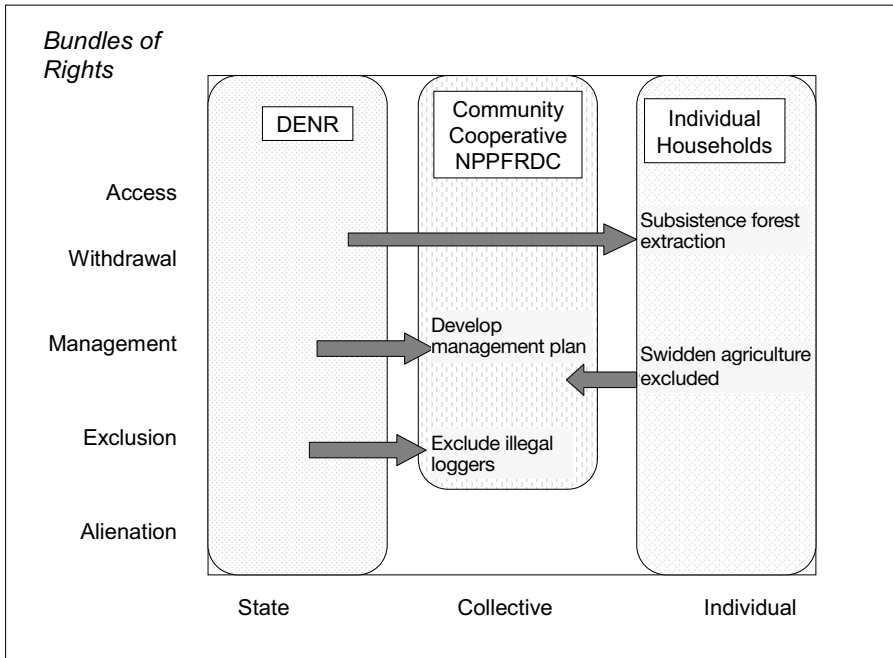 Bundles of
Rights
DENR
Community
Cooperative
NPPFRDC
Individual
Households
Access
Subsistence forest
extraction
Withdrawal
Management
Develop
management plan
Swidden agriculture
excluded
Exclusion
Exclude illegal
loggers
Alienation
State
Collective
Individual